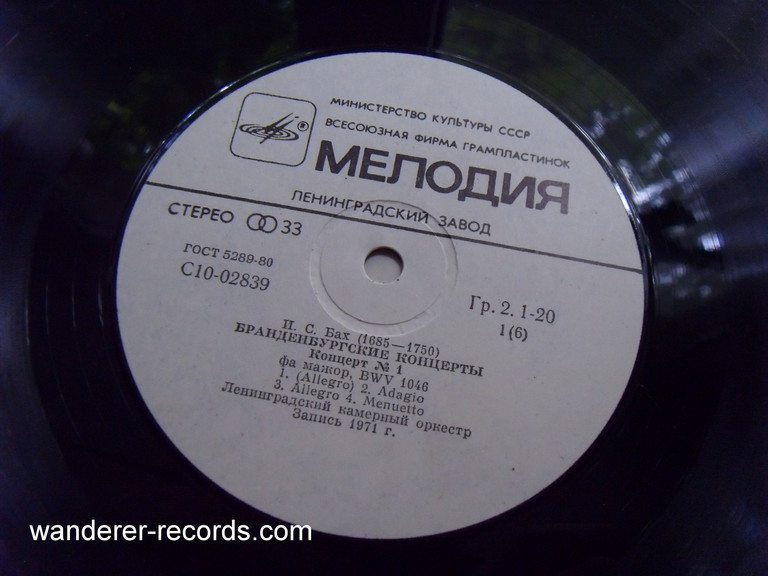 МИНИСТЕРСТВО КУЛЬТУРЫ СССР
ВСЕСОЮЗНАЯ ФИРМА ГРАМПЛАСТИНОК
®
МЕЛОДИЯ
ЛЕНИНГРАДСКИЙ ЗАВОД
СТЕРЕО 33
ГОСТ 5289-80
С10-02839
Гр. 2. 1-20
1(6)
И. С. Бах (1685—1750)
БРАНДЕНБУРГСКИЕ КОНЦЕРТЫ
Концерт № 1
фа мажор, BWV 1046
1. (Allegro) 2. Adagio
3. Allegro 4. Menuetto
Ленинградский камерный оркестр
Запись 1971 г.
wanderer-records.com